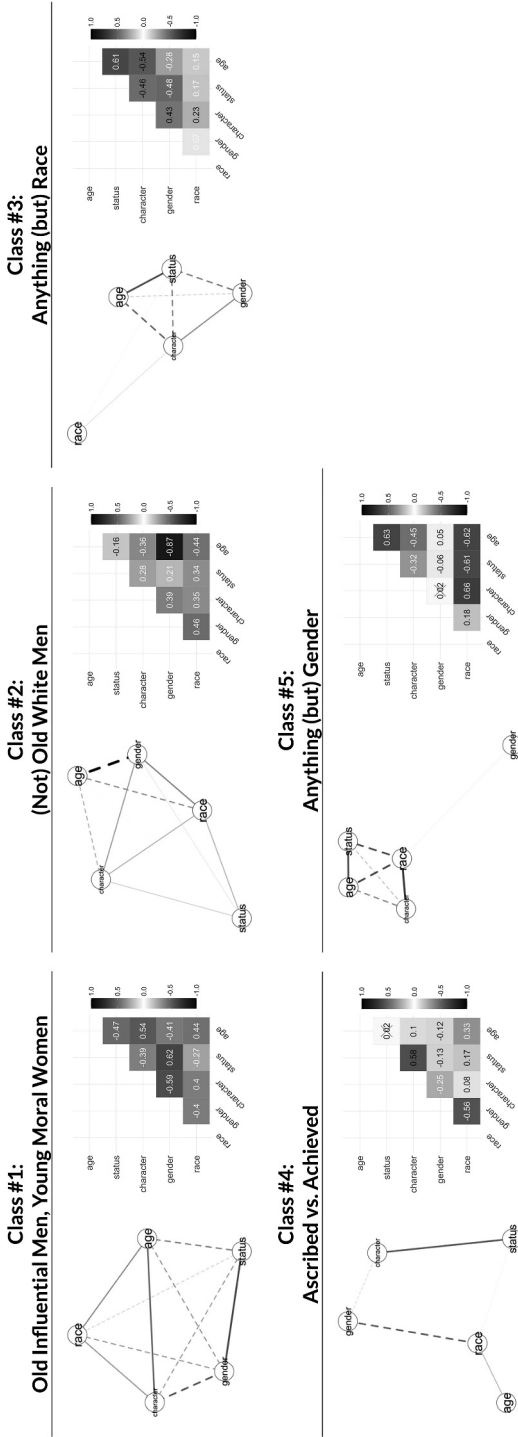 Class #1:
Old Influential Men, Young Moral Women
race
age
character
gender
status
age
status -0.47
character -0.39 0.54
gender -0.59 0.62 -0.41
race -0.4 0.4 -0.27 0.44
race gender character status age
1.0
0.5
0.0
-0.5
-1.0
Class #2:
(Not) Old White Men
age
character
gender
race
status
age
status -0.16
character 0.28 -0.36
gender 0.39 0.21 -0.87
race 0.46 0.35 0.34 -0.44
race gender character status age
1.0
0.5
0.0
-0.5
-1.0
Class #3:
Anything (but) Race
race
age
character
status
gender
age
status 0.61
character -0.46 -0.54
gender 0.43 -0.48 -0.28
race 0.23 0.17 0.15
race gender character status age
1.0
0.5
0.0
-0.5
-1.0
Class #4:
Ascribed vs. Achieved
gender
character
race
age
status
age
status 0.02
character 0.58 0.1
gender -0.25 -0.13 -0.12
race -0.56 0.08 0.17 0.33
race gender character status age
1.0
0.5
0.0
-0.5
-1.0
Class #5:
Anything (but) Gender
age
status
character
race
gender
age
status 0.63
character -0.32 -0.45
gender 0.02 -0.06 0.05
race 0.18 0.66 -0.61 -0.62
race gender character status age
1.0
0.5
0.0
-0.5
-1.0